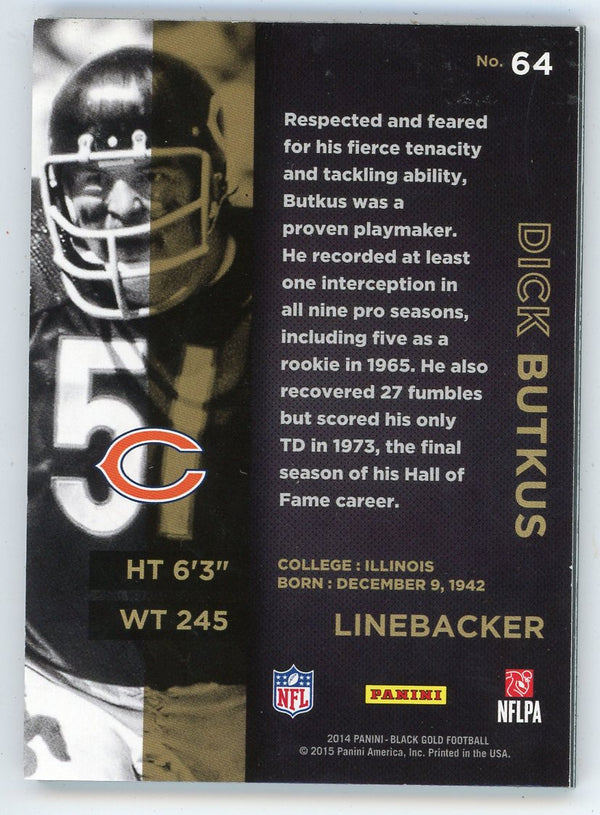 No. 64
Respected and feared
for his fierce tenacity
and tackling ability,
Butkus was a
proven playmaker.
He recorded at least
one interception in
all nine pro seasons,
including five as a
rookie in 1965. He also
recovered 27 fumbles
but scored his only
TD in 1973, the final
season of his Hall of
Fame career.
DICK BUTKUS
51
C
HT 6'3"
WT 245
COLLEGE : ILLINOIS
BORN : DECEMBER 9, 1942
LINEBACKER
NFL
PANINI
NFLPA
2014 PANINI - BLACK GOLD FOOTBALL
© 2015 Panini America, Inc. Printed in the USA.